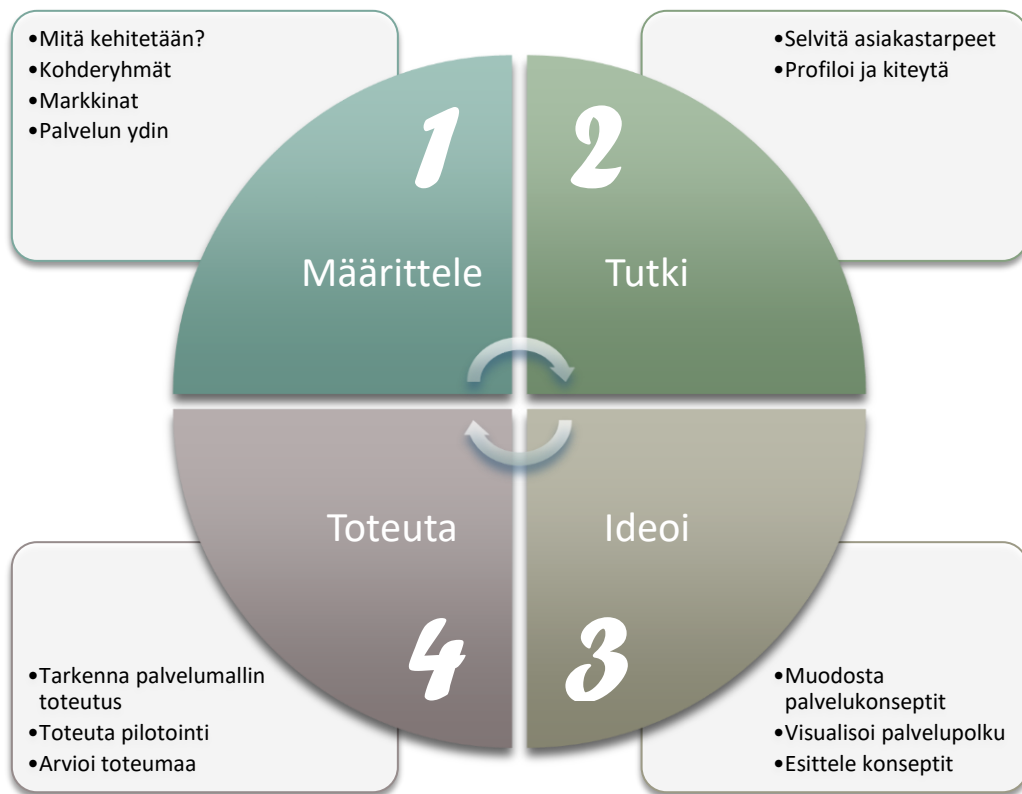 •Mitä kehitetään?
•Kohderyhmät
•Markkinat
•Palvelun ydin
1
Määrittele
•Selvitä asiakastarpeet
•Profiloi ja kiteytä
2
Tutki
Ideoi
3
•Muodosta
palvelukonseptit
•Visualisoi palvelupolku
•Esittele konseptit
Toteuta
4
•Tarkenna palvelumallin
toteutus
•Toteuta pilotointi
•Arvioi toteumaa